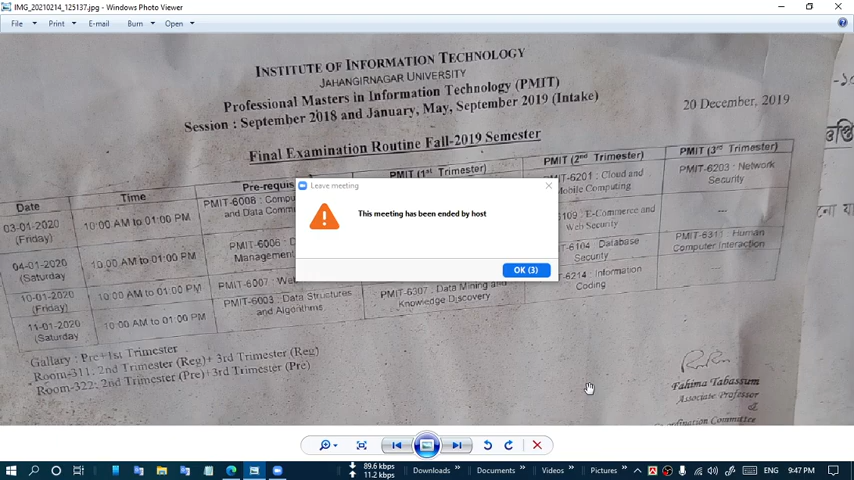 IMG_20210214_125137.jpg - Windows Photo Viewer
File Print E-mail Burn Open
INSTITUTE OF INFORMATION TECHNOLOGY
JAHANGIRNAGAR UNIVERSITY
Professional Masters in Information Technology (PMIT)
Session : September 2018 and January, May, September 2019 (Intake)
20 December, 2019
Final Examination Routine Fall-2019 Semester
Date Time Pre-requis PMIT (1st Trimester) PMIT (2nd Trimester) PMIT (3rd Trimester)
03-01-2020 (Friday) 10:00 AM to 01:00 PM PMIT-6008 : Compu and Data Commu -6201 : Cloud and Mobile Computing PMIT-6203 : Network Security
04-01-2020 (Saturday 10.00 AM to 01:00 PM PMIT-6006 : D Management 6109 : E-Commerce and Web Security ---
10-01-2020 (Friday) 10:00 AM to 01:00 PM PMIT-6007 : We -6104 : Database Security PMIT-6311 : Human Computer Interaction
11-01-2020 (Saturday 10:00 AM to 01:00 PM PMIT-6003 : Data Structures and Algorithms PMIT-6307 : Data Mining and Knowledge Discovery -6214 : Information Coding
Leave meeting
This meeting has been ended by host
OK (3)
Gallary : Pre+1st Trimester
Room-311: 2nd Trimester (Reg)+ 3rd Trimester (Reg)
Room-322: 2nd Trimester (Pre)+3rd Trimester (Pre)
Fahima Tabassum
Associate Professor
&
ordination Committee
89.6 kbps
11.2 kbps
Downloads Documents Videos Pictures ENG 9:47 PM